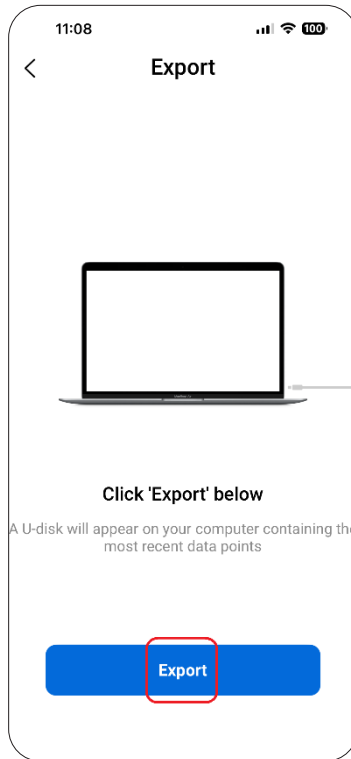 11:08
100
Export
Click 'Export' below
A U-disk will appear on your computer containing the
most recent data points
Export